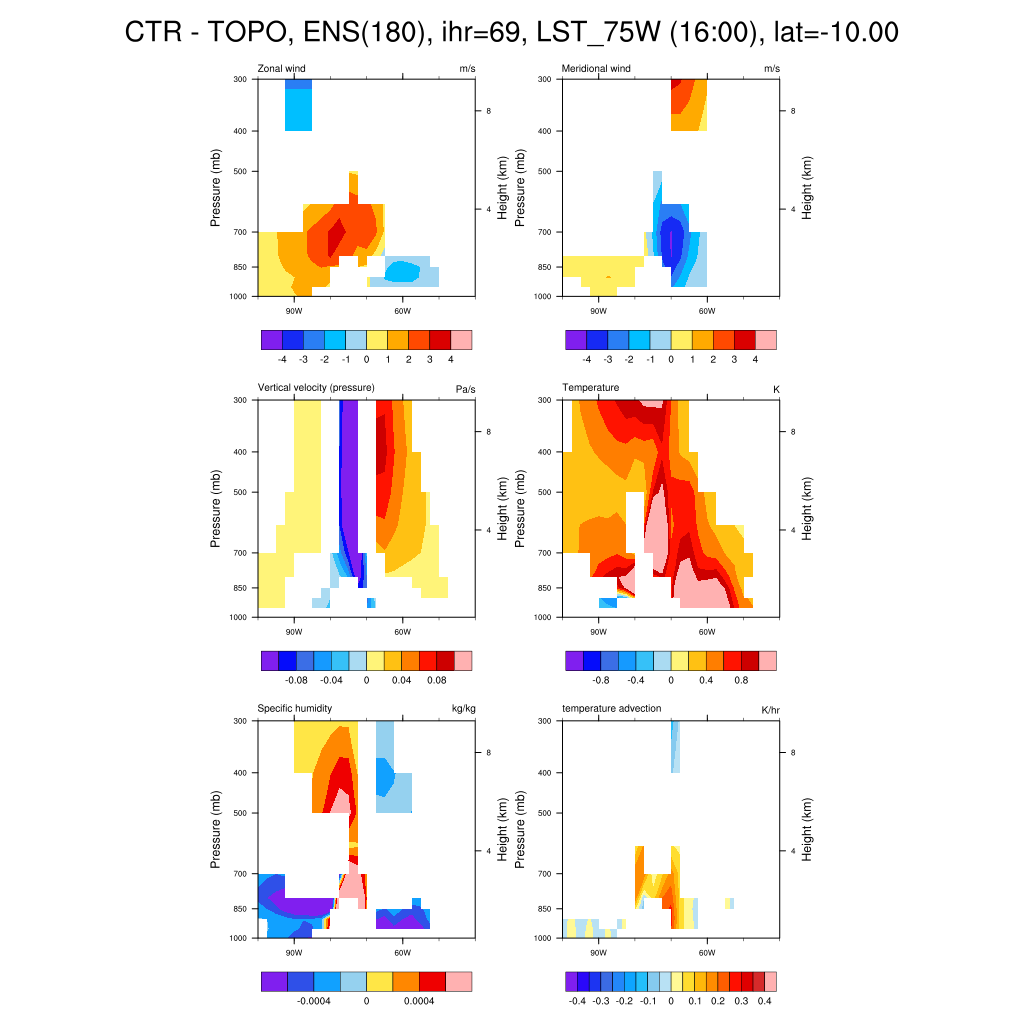 CTR - TOPO, ENS(180), ihr=69, LST_75W (16:00), lat=-10.00
Zonal wind m/s
Pressure (mb)
300
400
500
700
850
1000
90W 60W
8
4
Height (km)
-4 -3 -2 -1 0 1 2 3 4
Meridional wind m/s
Pressure (mb)
300
400
500
700
850
1000
90W 60W
8
4
Height (km)
-4 -3 -2 -1 0 1 2 3 4
Vertical velocity (pressure) Pa/s
Pressure (mb)
300
400
500
700
850
1000
90W 60W
8
4
Height (km)
-0.08 -0.04 0 0.04 0.08
Temperature K
Pressure (mb)
300
400
500
700
850
1000
90W 60W
8
4
Height (km)
-0.8 -0.4 0 0.4 0.8
Specific humidity kg/kg
Pressure (mb)
300
400
500
700
850
1000
90W 60W
8
4
Height (km)
-0.0004 0 0.0004
temperature advection K/hr
Pressure (mb)
300
400
500
700
850
1000
90W 60W
8
4
Height (km)
-0.4 -0.3 -0.2 -0.1 0 0.1 0.2 0.3 0.4